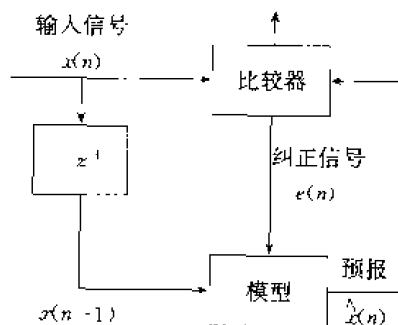 输入信号
x(n)
比较器
z⁻¹
纠正信号
e(n)
预报
模型
x(n-1)
x̂(n)